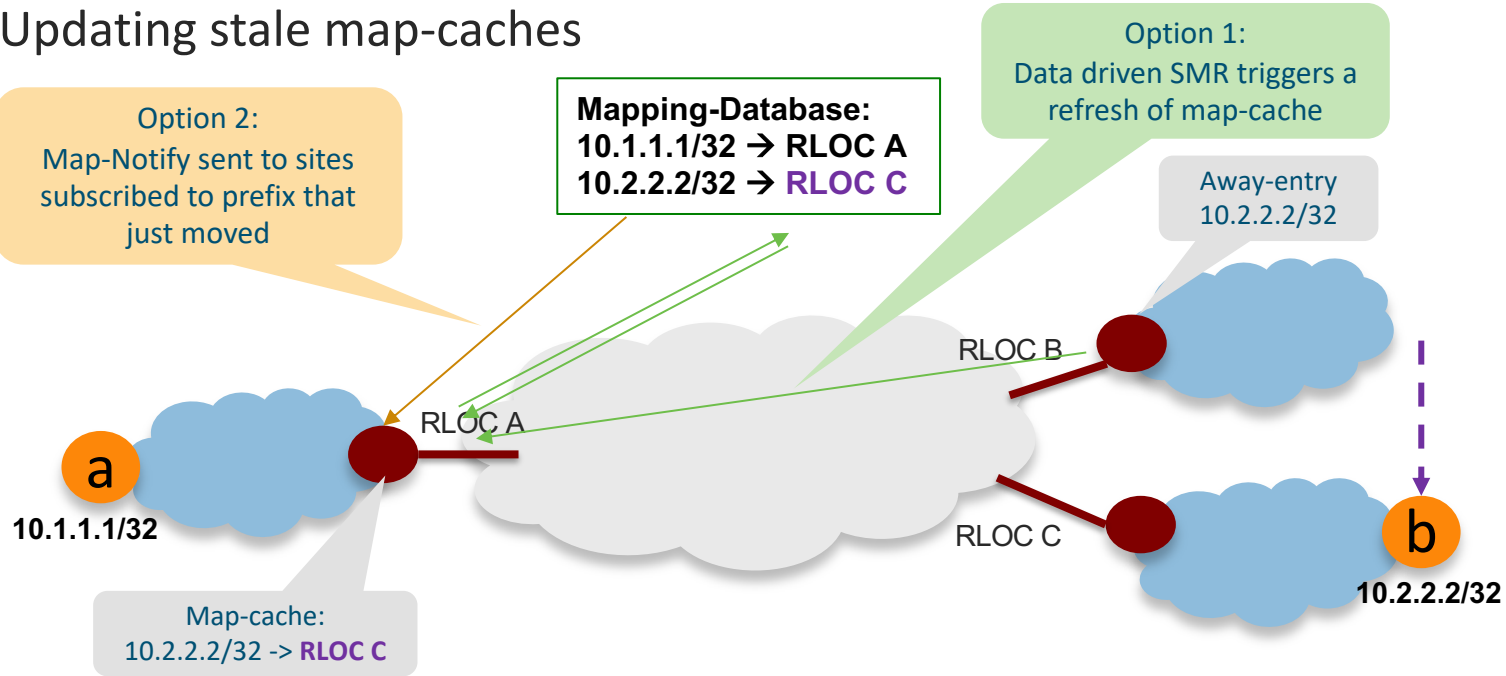 Updating stale map-caches
Option 2:
Map-Notify sent to sites
subscribed to prefix that
just moved
Mapping-Database:
10.1.1.1/32 → RLOC A
10.2.2.2/32 → RLOC C
Option 1:
Data driven SMR triggers a
refresh of map-cache
Away-entry
10.2.2.2/32
RLOC B
RLOC A
a
10.1.1.1/32
RLOC C
b
10.2.2.2/32
Map-cache:
10.2.2.2/32 -> RLOC C